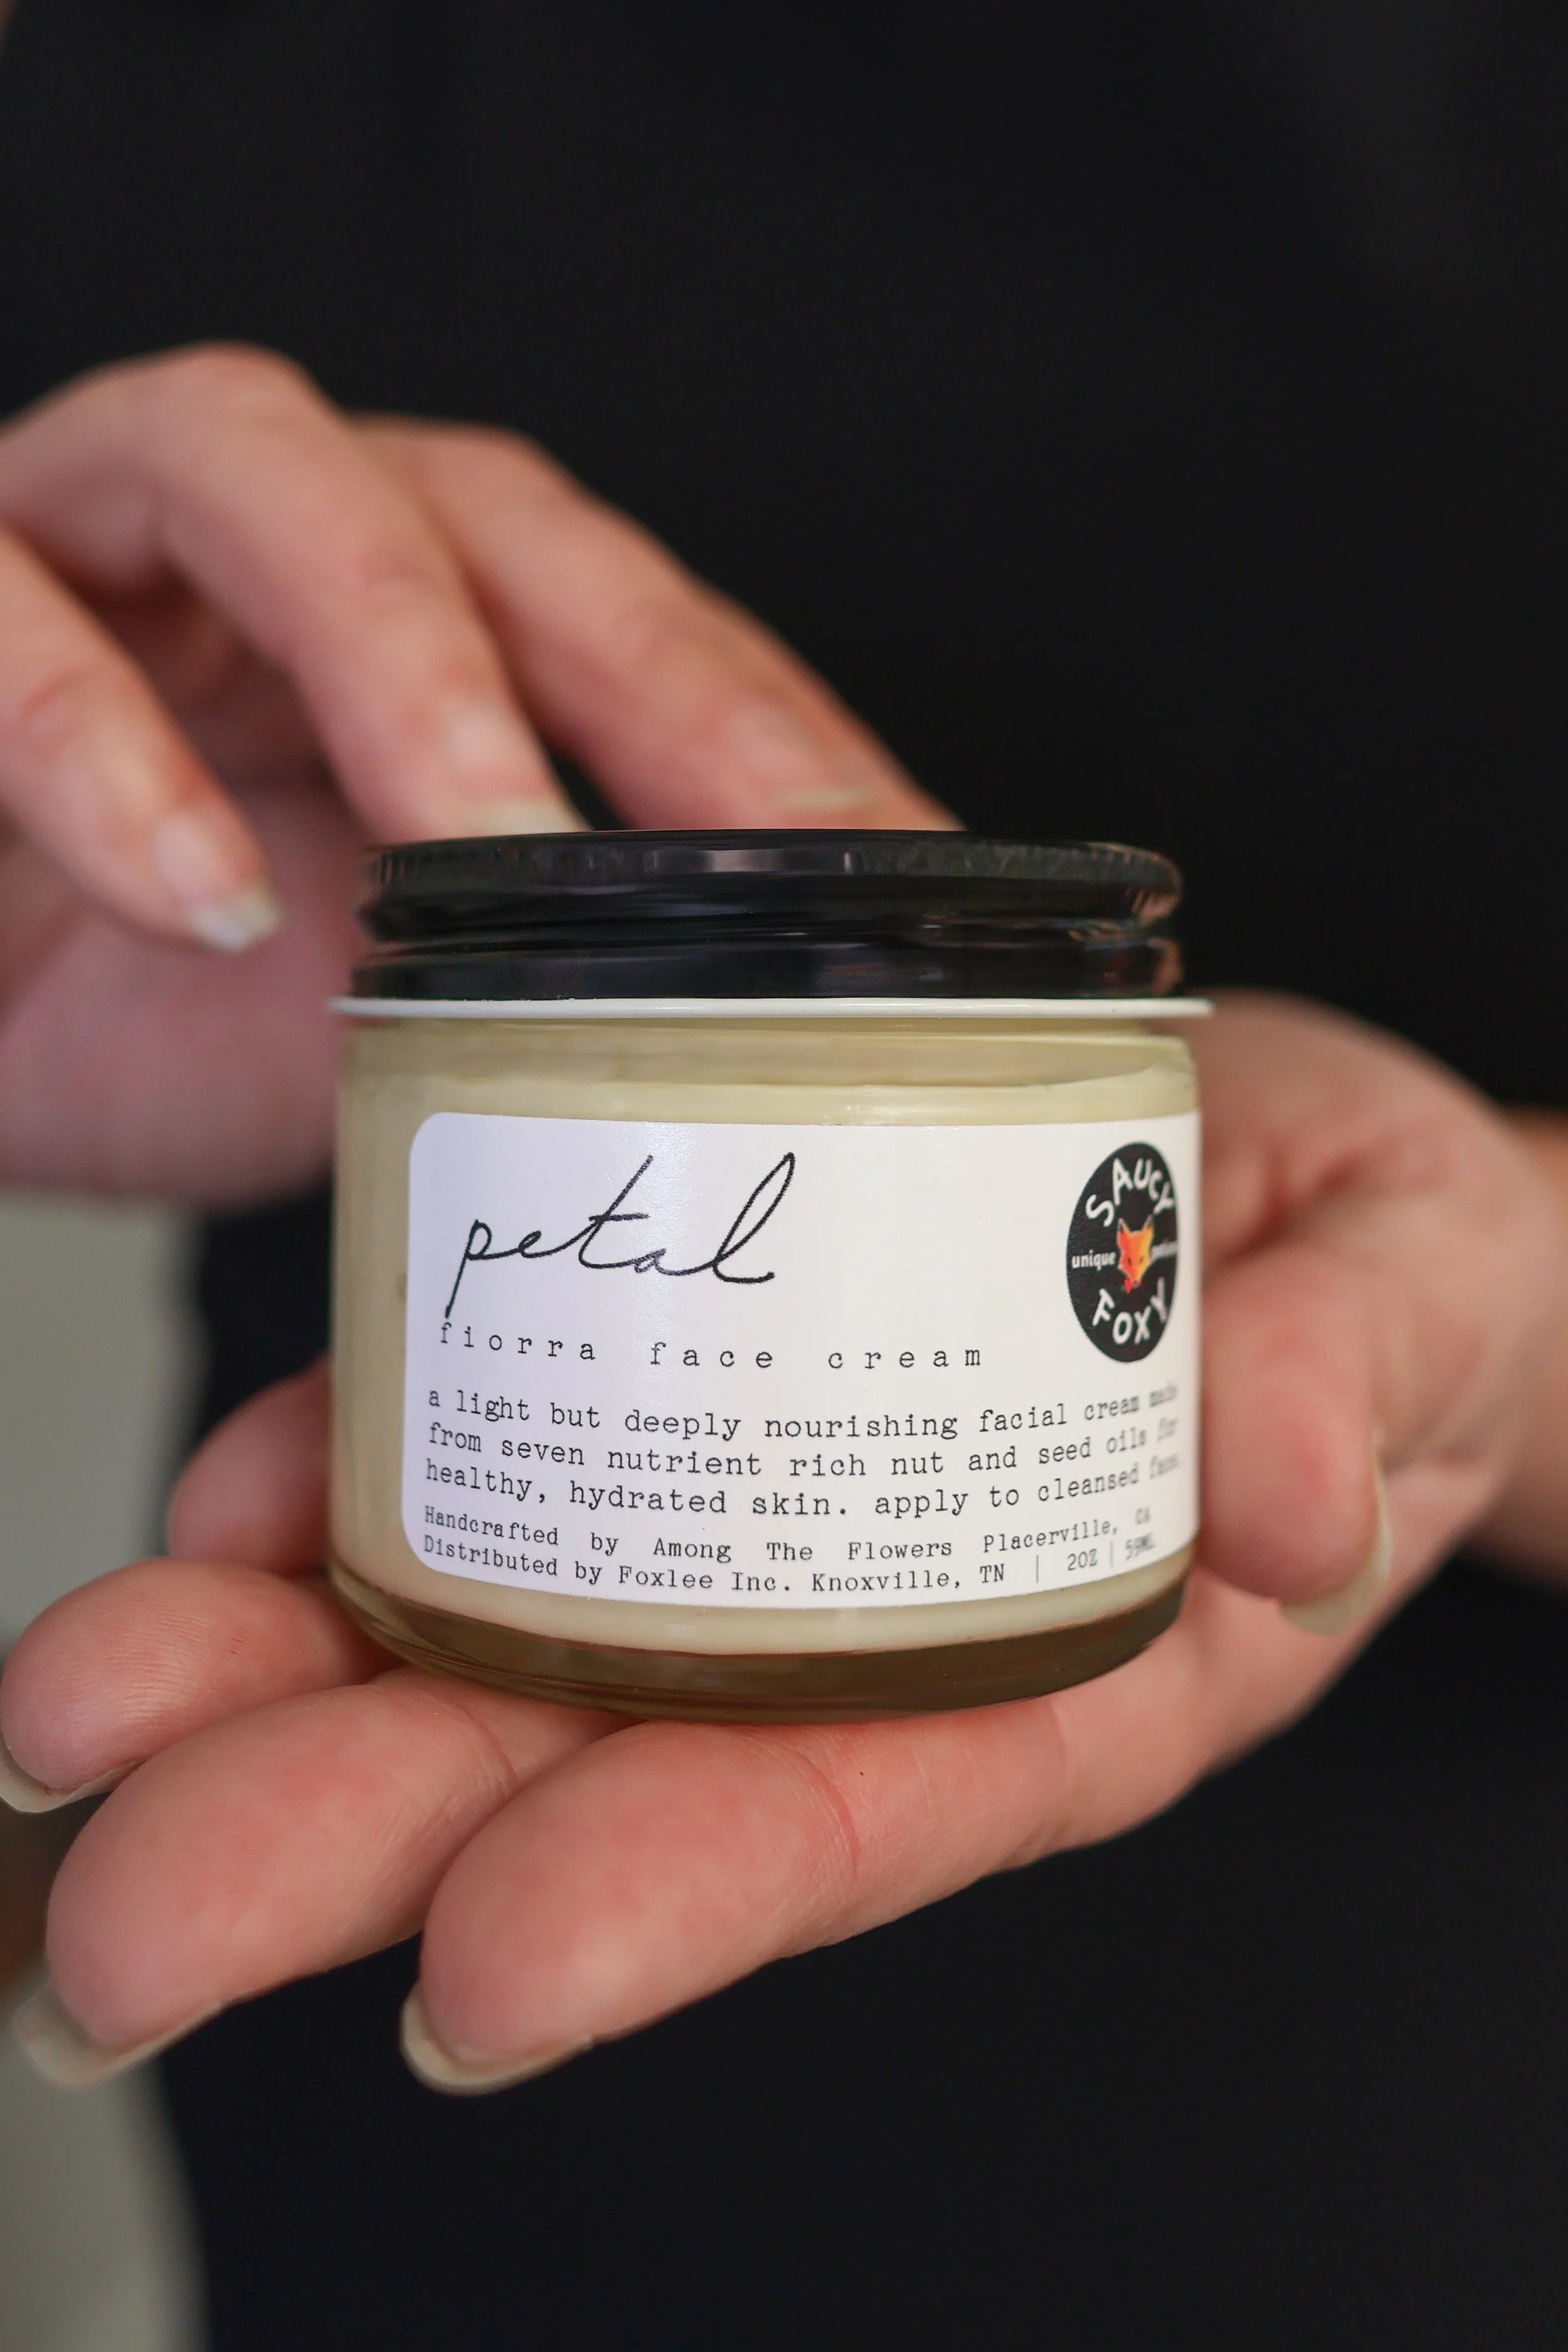 petal
fiorra face cream
a light but deeply nourishing facial cream made
from seven nutrient rich nut and seed oils for
healthy, hydrated skin. apply to cleansed face.
Handcrafted by Among The Flowers Placerville, CA
Distributed by Foxlee Inc. Knoxville, TN | 2OZ | 59ML
SAUCY
unique
FOXY